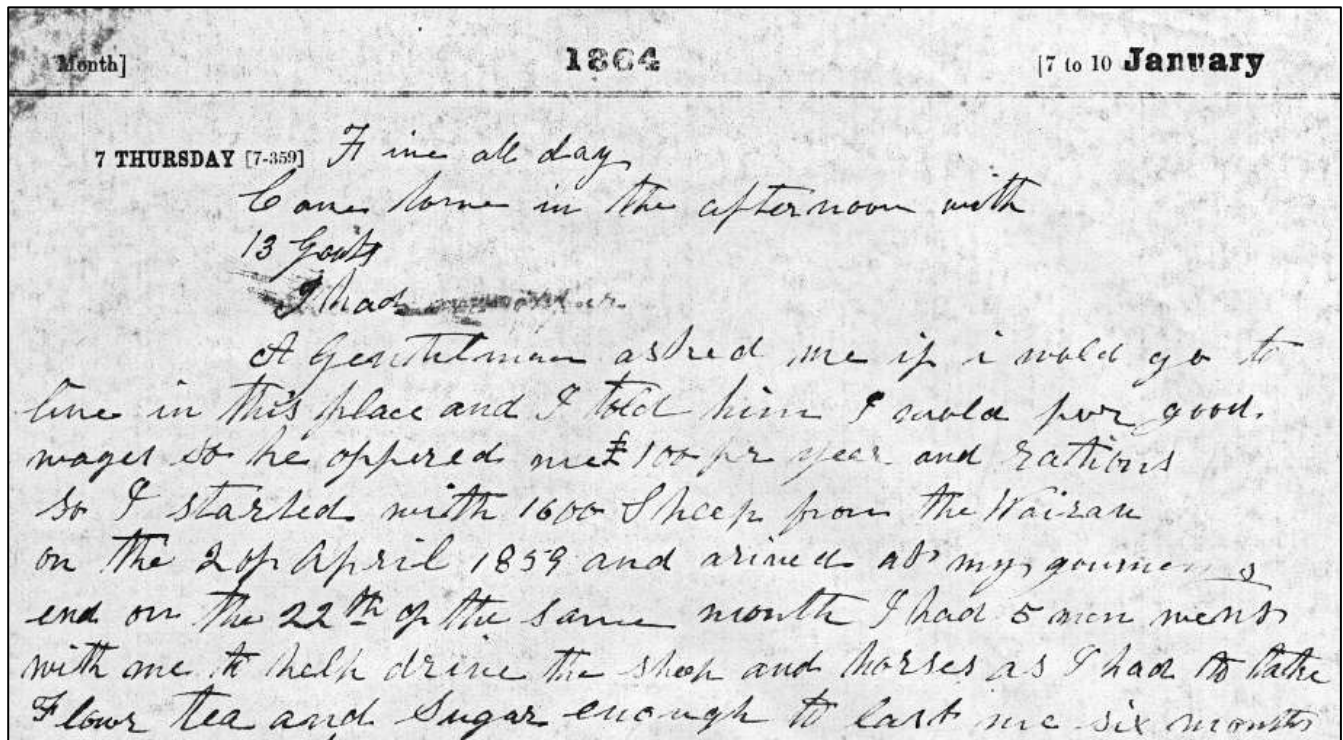 Month] 1864 [7 to 10 January
7 THURSDAY [7-359] Fine all day
Came home in the afternoon with
13 Goats
I had
A Gentelman asked me if i wold go to
live in this place and I told him I would for good
wages so he offered me £100 pr year and rations
so I started with 1600 Sheep from the Wairau
on the 2 of April 1859 and arived at my gourneys
end on the 22th of the same month I had 5 men went
with me to help drive the sheep and horses as I had to take
Flour tea and Sugar enough to last me six months